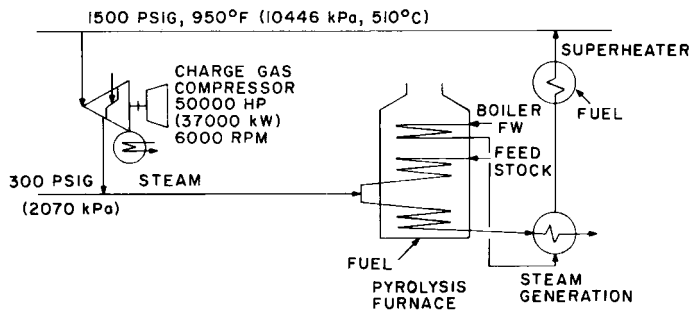 1500 PSIG, 950°F (10446 kPa, 510°C)
SUPERHEATER
FUEL
CHARGE GAS
COMPRESSOR
50000 HP
(37000 kW)
6000 RPM
BOILER
FW
FEED
STOCK
300 PSIG STEAM
(2070 kPa)
FUEL
PYROLYSIS
FURNACE
STEAM
GENERATION